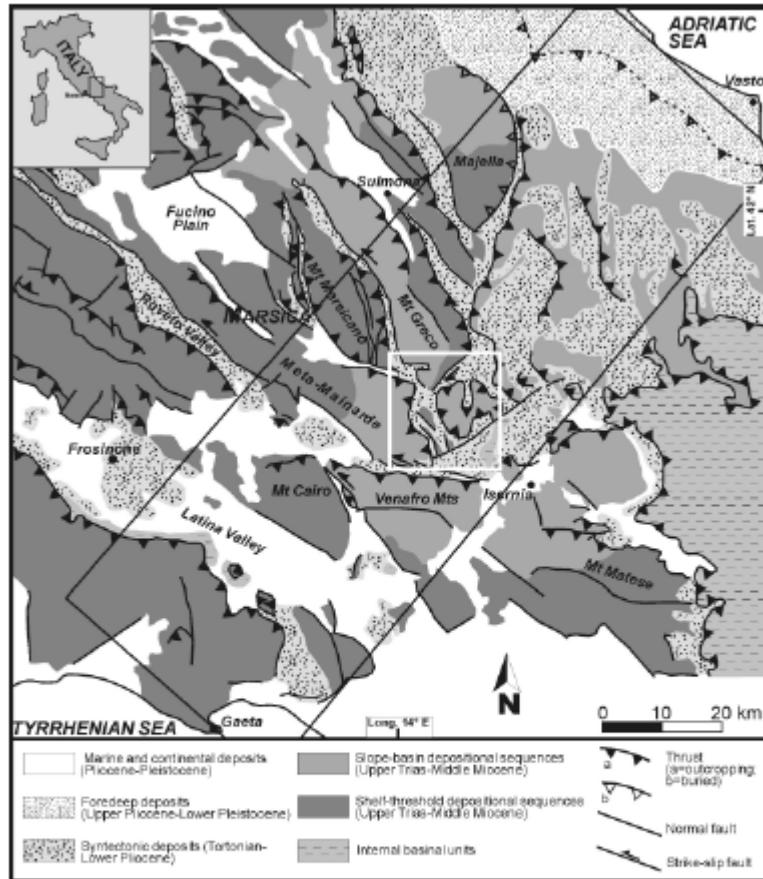 ADRIATIC
SEA
ITALY
Vasto
Majella
Sulmona
Lat. 42° N
Fucino
Plain
Mt Marsicano
Mt Greco
MARSICA
Roveto Valley
Meta-Mainarde
Frosinone
Mt Cairo
Venafro Mts
Isernia
Latina Valley
Mt Matese
N
TYRRHENIAN SEA
Gaeta
Long. 14° E
0 10 20 km
Marine and continental deposits
(Pliocene-Pleistocene)
Foredeep deposits
(Upper Pliocene-Lower Pleistocene)
Syntectonic deposits (Tortonian-
Lower Pliocene)
Slope-basin depositional sequences
(Upper Trias-Middle Miocene)
Shelf-threshold depositional sequences
(Upper Trias-Middle Miocene)
Internal basinal units
a
b
Thrust
(a=outcropping;
b=buried)
Normal fault
Strike-slip fault